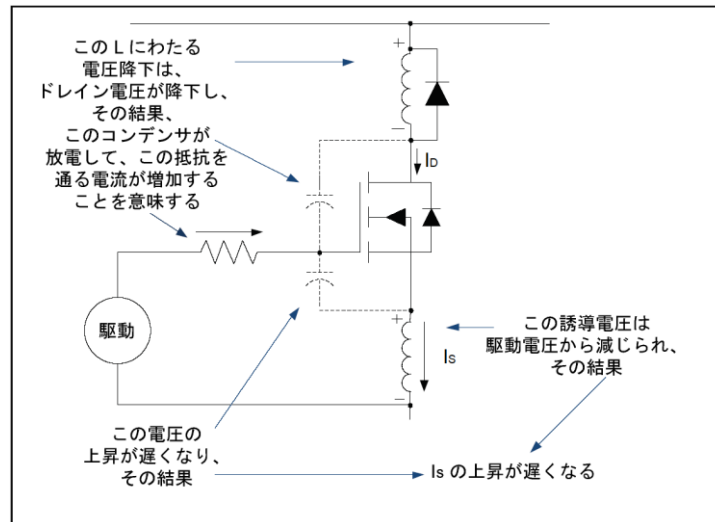 この L にわたる
電圧降下は、
ドレイン電圧が降下し、
その結果、
このコンデンサが
放電して、この抵抗を
通る電流が増加する
ことを意味する
+
−
I_D
駆動
+
−
I_S
この誘導電圧は
駆動電圧から減じられ、
その結果
この電圧の
上昇が遅くなり、
その結果
Is の上昇が遅くなる